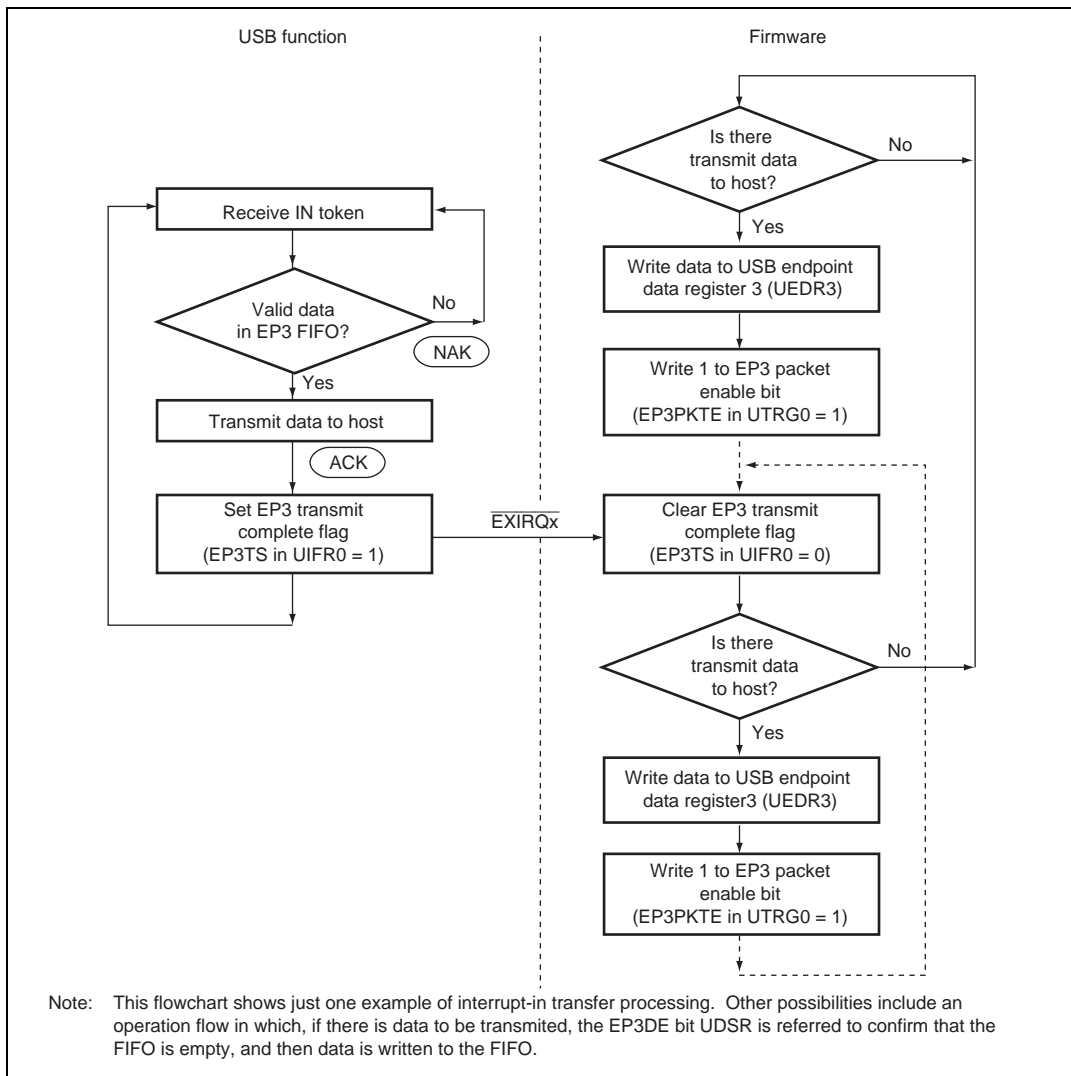 USB function
Receive IN token
Valid data
in EP3 FIFO?
No
NAK
Yes
Transmit data to host
ACK
Set EP3 transmit
complete flag
(EP3TS in UIFR0 = 1)
EXIRQx
Firmware
Is there
transmit data
to host?
No
Yes
Write data to USB endpoint
data register 3 (UEDR3)
Write 1 to EP3 packet
enable bit
(EP3PKTE in UTRG0 = 1)
Clear EP3 transmit
complete flag
(EP3TS in UIFR0 = 0)
Is there
transmit data
to host?
No
Yes
Write data to USB endpoint
data register3 (UEDR3)
Write 1 to EP3 packet
enable bit
(EP3PKTE in UTRG0 = 1)
Note: This flowchart shows just one example of interrupt-in transfer processing. Other possibilities include an
operation flow in which, if there is data to be transmitted, the EP3DE bit UDSR is referred to confirm that the
FIFO is empty, and then data is written to the FIFO.